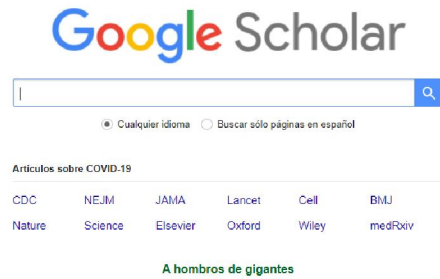 Google Scholar
Cualquier idioma Buscar sólo páginas en español
Artículos sobre COVID-19
CDC NEJM JAMA Lancet Cell BMJ
Nature Science Elsevier Oxford Wiley medRxiv
A hombros de gigantes